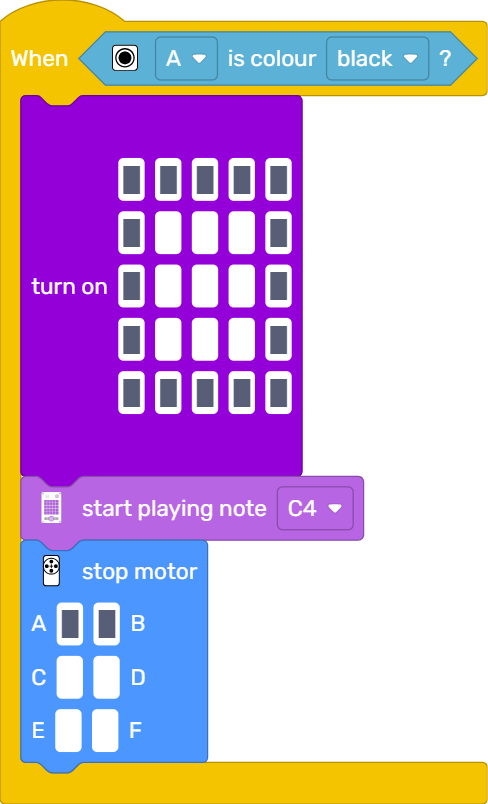 When A is colour black ?
turn on
start playing note C4
stop motor
A B
C D
E F